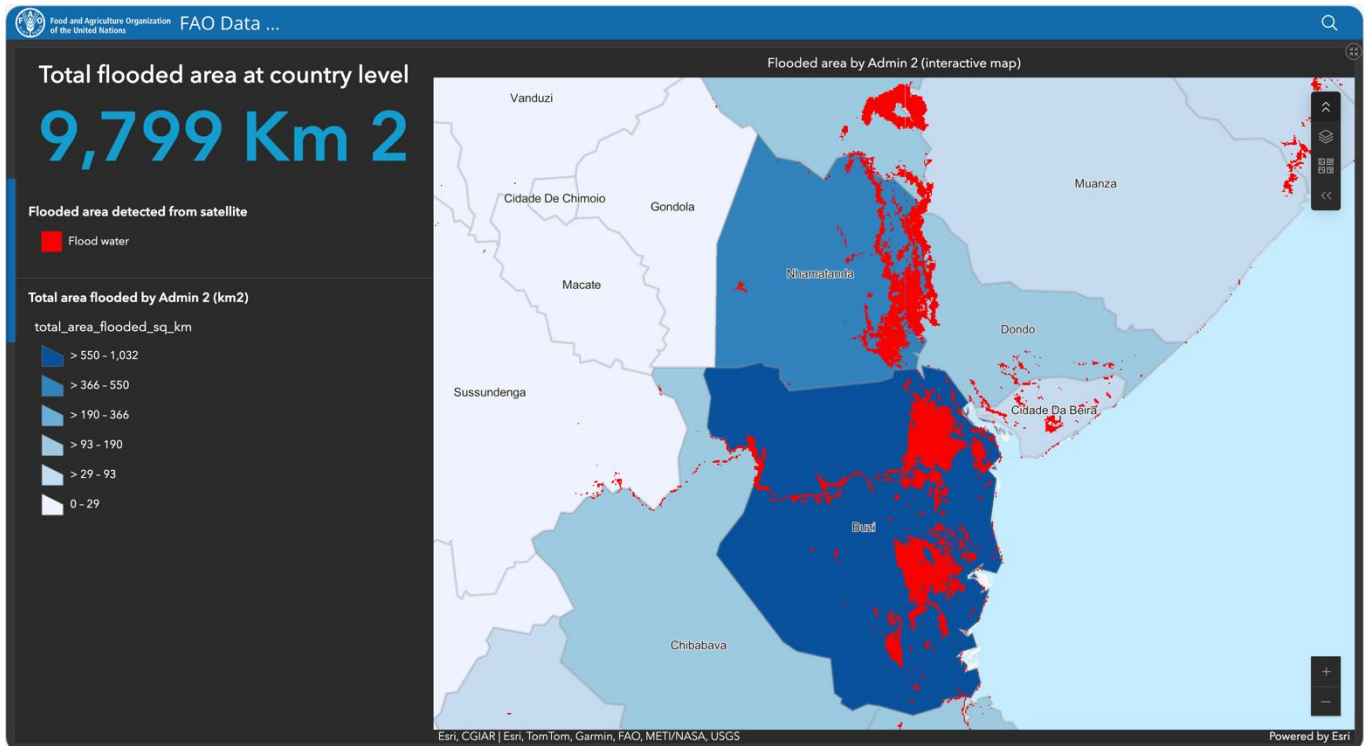 Food and Agriculture Organization
of the United Nations
FAO Data ...
Total flooded area at country level
9,799 Km 2
Flooded area detected from satellite
Flood water
Total area flooded by Admin 2 (km2)
total_area_flooded_sq_km
> 550 – 1,032
> 366 – 550
> 190 – 366
> 93 – 190
> 29 – 93
0 – 29
Flooded area by Admin 2 (interactive map)
Vanduzi
Muanza
Cidade De Chimoio
Gondola
Nhamatanda
Macate
Dondo
Sussundenga
Cidade Da Beira
Buzi
Chibabava
Esri, CGIAR | Esri, TomTom, Garmin, FAO, METI/NASA, USGS
Powered by Esri